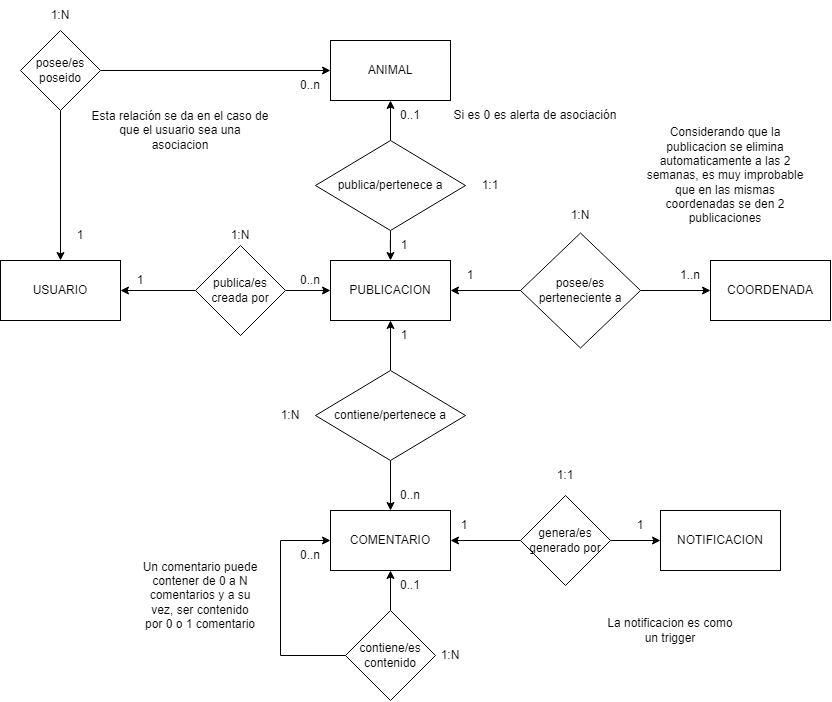 1:N
posee/es
poseido
0..n
ANIMAL
Esta relación se da en el caso de
que el usuario sea una
asociacion
0..1
Si es 0 es alerta de asociación
Considerando que la
publicacion se elimina
automaticamente a las 2
semanas, es muy improbable
que en las mismas
coordenadas se den 2
publicaciones
publica/pertenece a
1:1
1
1:N
1
1:N
USUARIO
1
publica/es
creada por
0..n
PUBLICACION
1
posee/es
perteneciente a
1..n
COORDENADA
1
1:N
contiene/pertenece a
0..n
1:1
COMENTARIO
1
genera/es
generado por
1
NOTIFICACION
0..n
Un comentario puede
contener de 0 a N
comentarios y a su
vez, ser contenido
por 0 o 1 comentario
0..1
contiene/es
contenido
1:N
La notificacion es como
un trigger